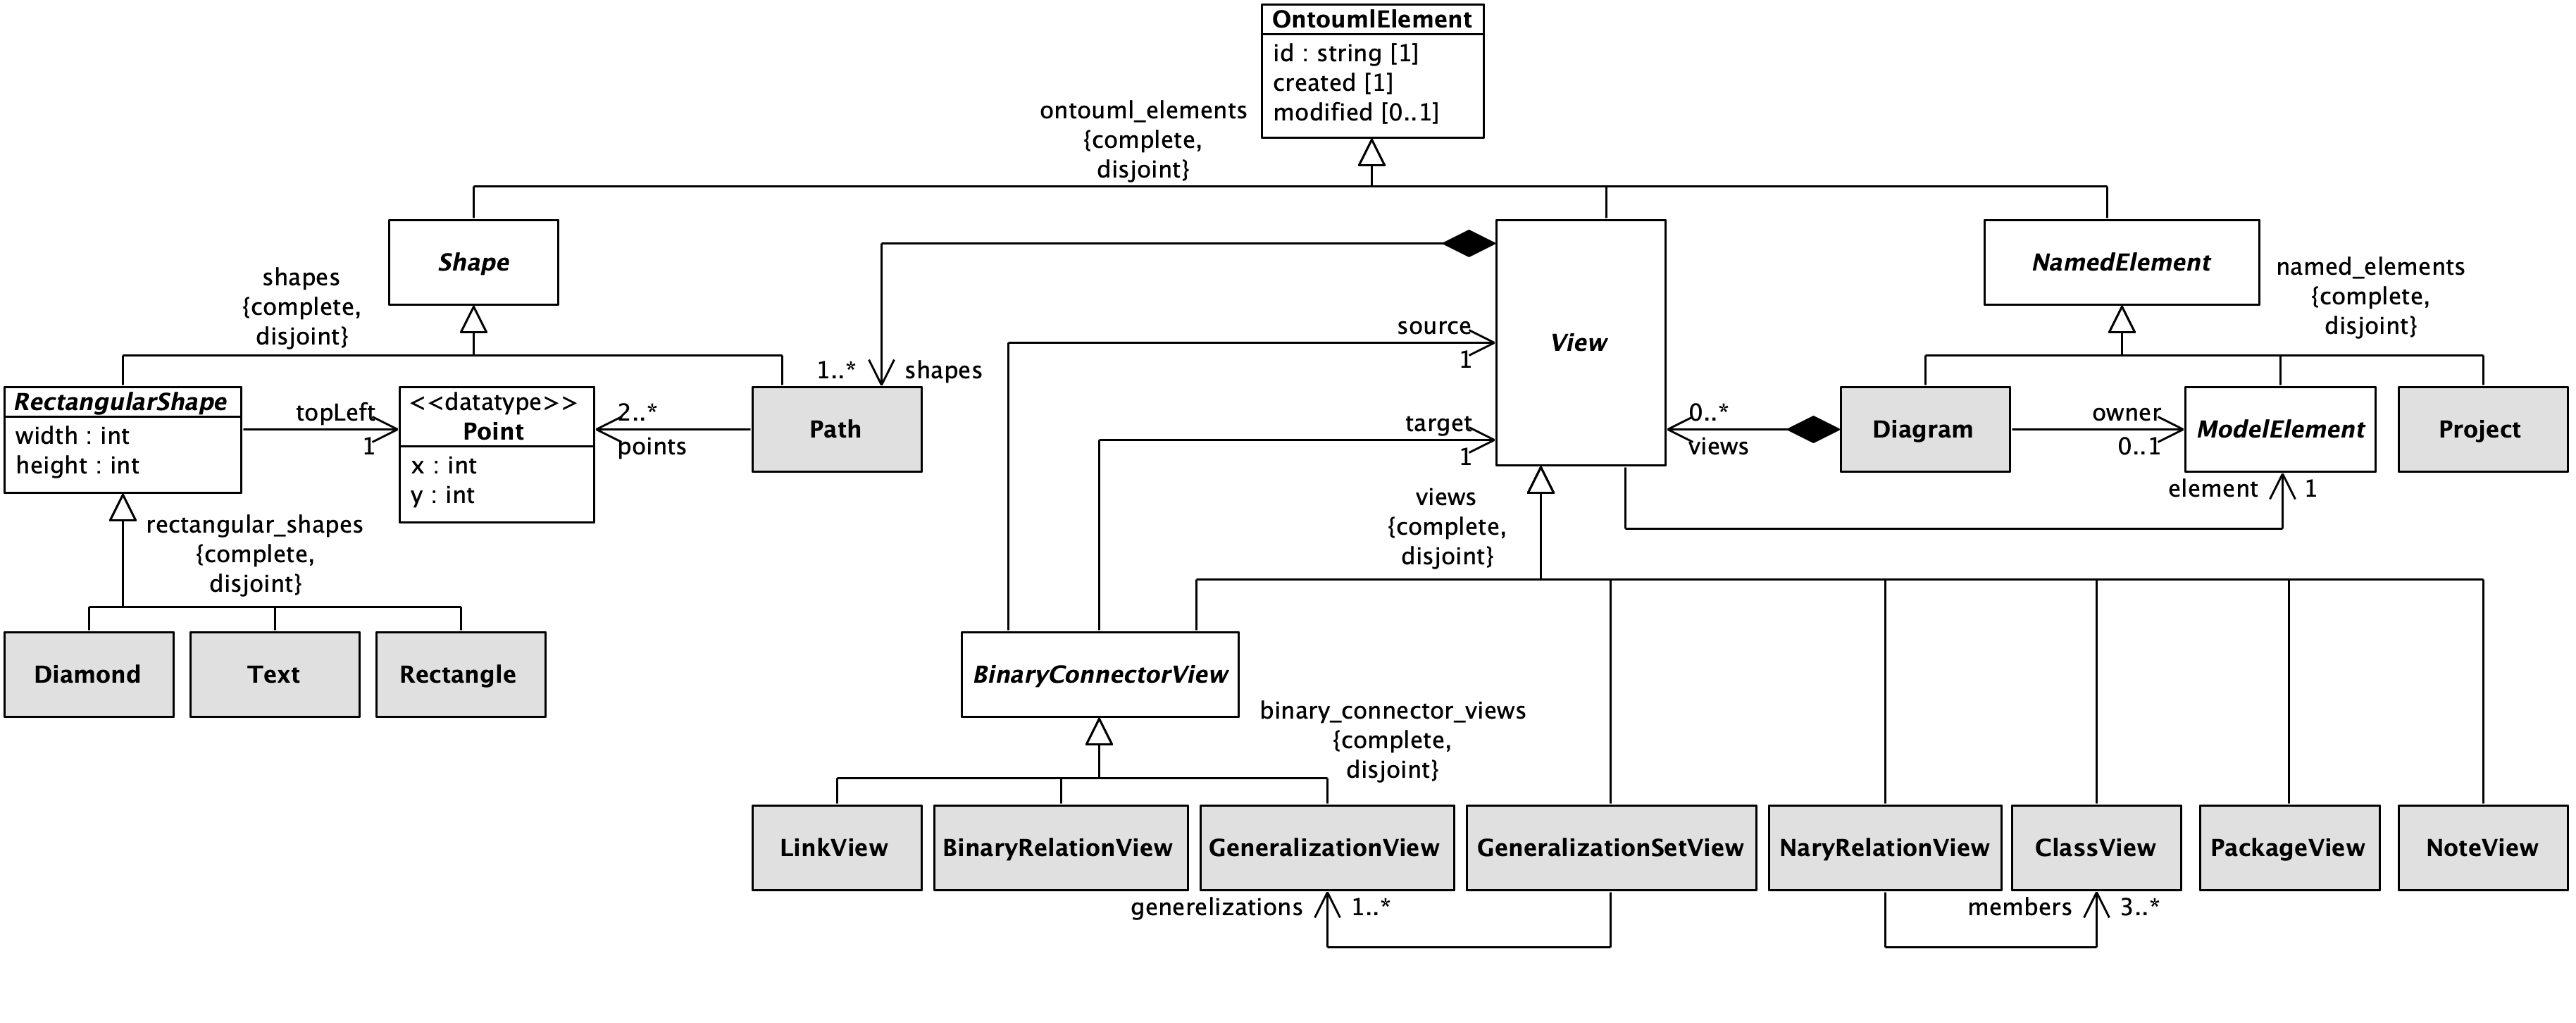 OntoumlElement
id : string [1]
created [1]
modified [0..1]
ontouml_elements
{complete,
disjoint}
Shape
View
NamedElement
shapes
{complete,
disjoint}
named_elements
{complete,
disjoint}
source
1
1..*
shapes
RectangularShape
width : int
height : int
topLeft
1
<<datatype>>
Point
x : int
y : int
2..*
points
Path
target
1
0..*
views
Diagram
owner
0..1
ModelElement
Project
element
1
rectangular_shapes
{complete,
disjoint}
views
{complete,
disjoint}
Diamond
Text
Rectangle
BinaryConnectorView
binary_connector_views
{complete,
disjoint}
LinkView
BinaryRelationView
GeneralizationView
GeneralizationSetView
NaryRelationView
ClassView
PackageView
NoteView
generelizations
1..*
members
3..*